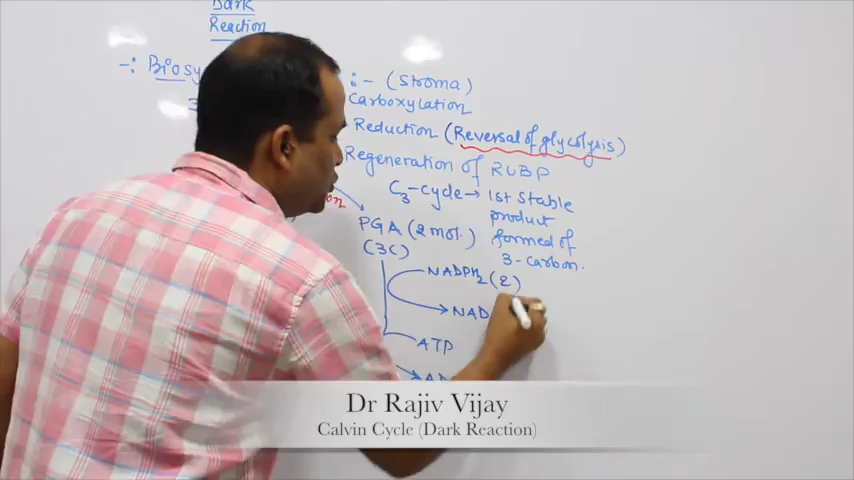 Dark
Reaction
-: Biosy :- (Stroma)
Carboxylation
Reduction (Reversal of glycolysis)
Regeneration of RUBP
C3-cycle → 1st stable
product
formed of
3-carbon.
PGA (2 mol.)
(3C)
NADPH2 (2)
NAD
ATP
Dr Rajiv Vijay
Calvin Cycle (Dark Reaction)